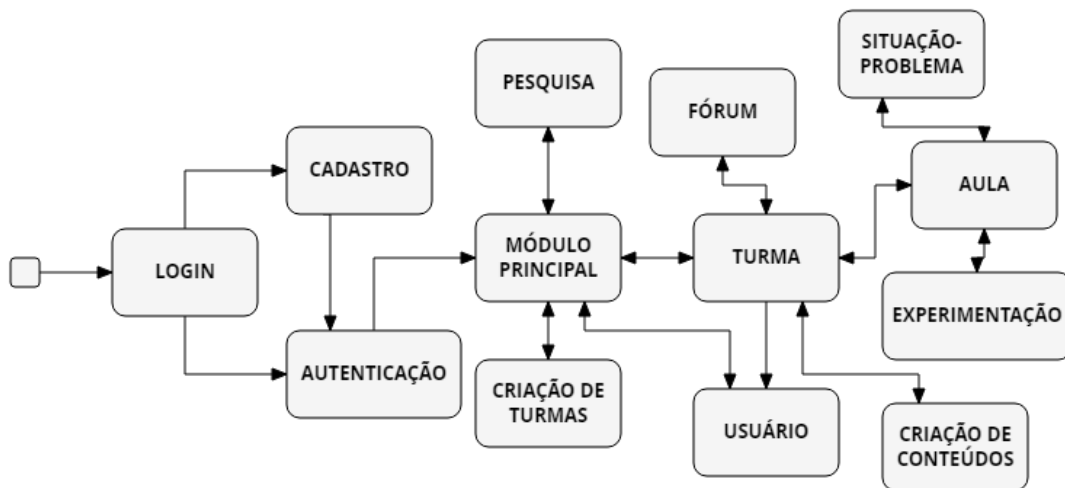 LOGIN
CADASTRO
AUTENTICAÇÃO
PESQUISA
MÓDULO
PRINCIPAL
CRIAÇÃO DE
TURMAS
FÓRUM
TURMA
USUÁRIO
SITUAÇÃO-
PROBLEMA
AULA
EXPERIMENTAÇÃO
CRIAÇÃO DE
CONTEÚDOS